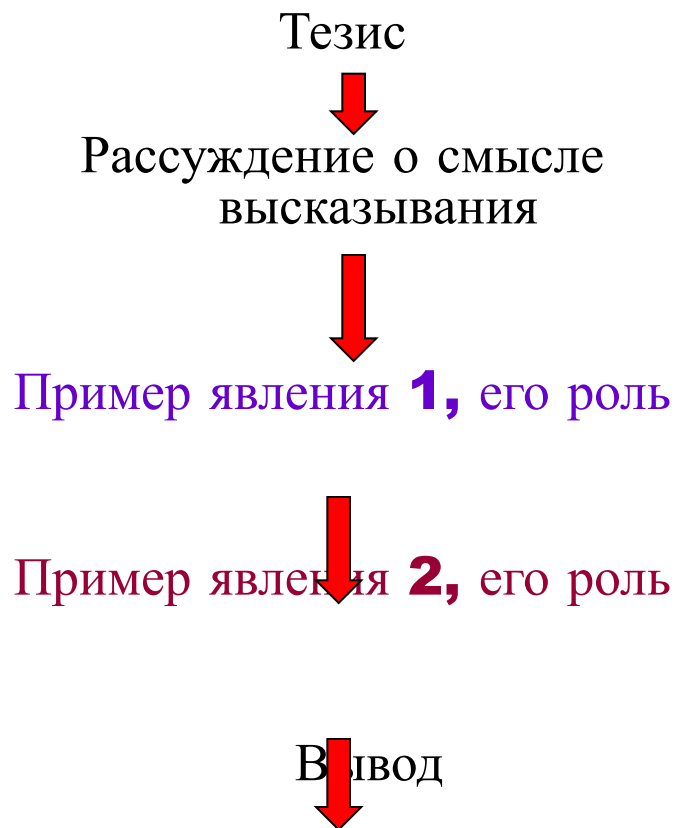 Тезис
Рассуждение о смысле
высказывания
Пример явления 1, его роль
Пример явления 2, его роль
Вывод